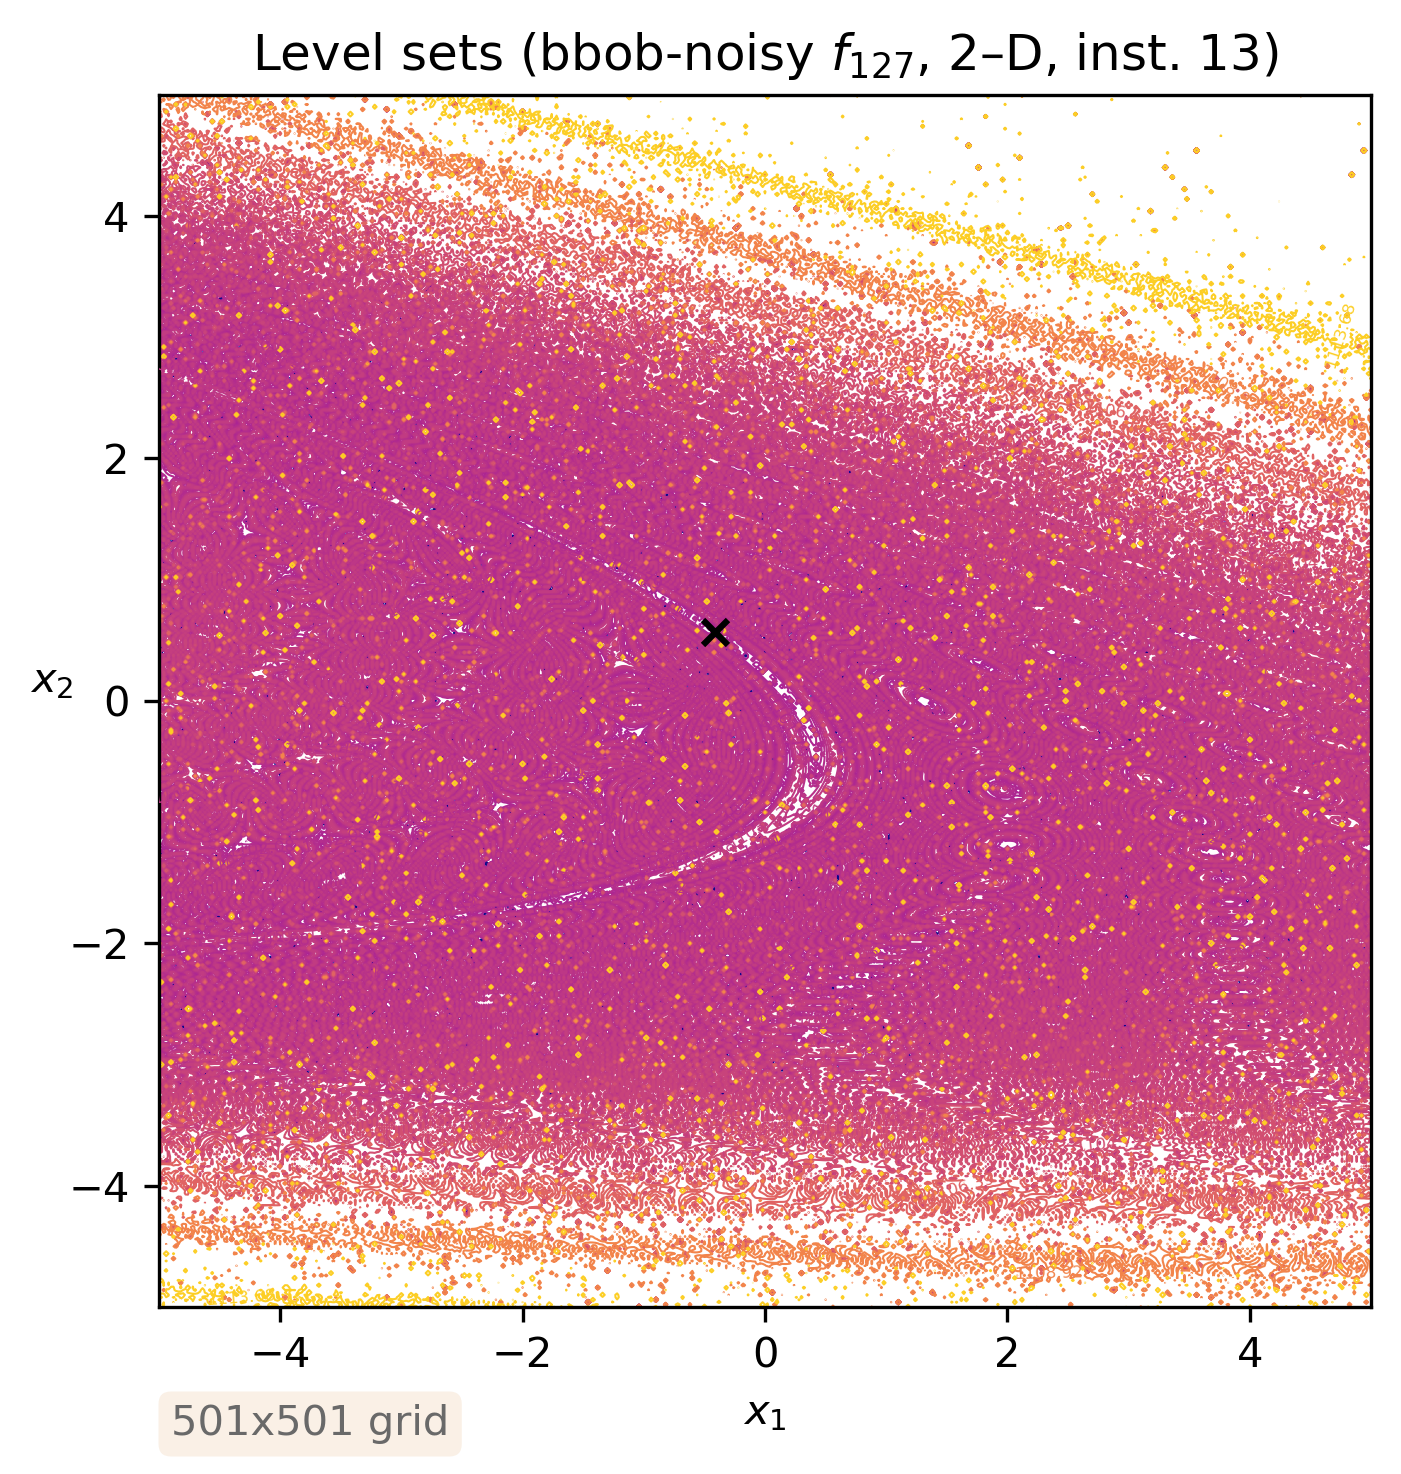 Level sets (bbob-noisy f₁₂₇, 2–D, inst. 13)
4
2
x₂
0
−2
−4
−4 −2 0 2 4
x₁
501x501 grid